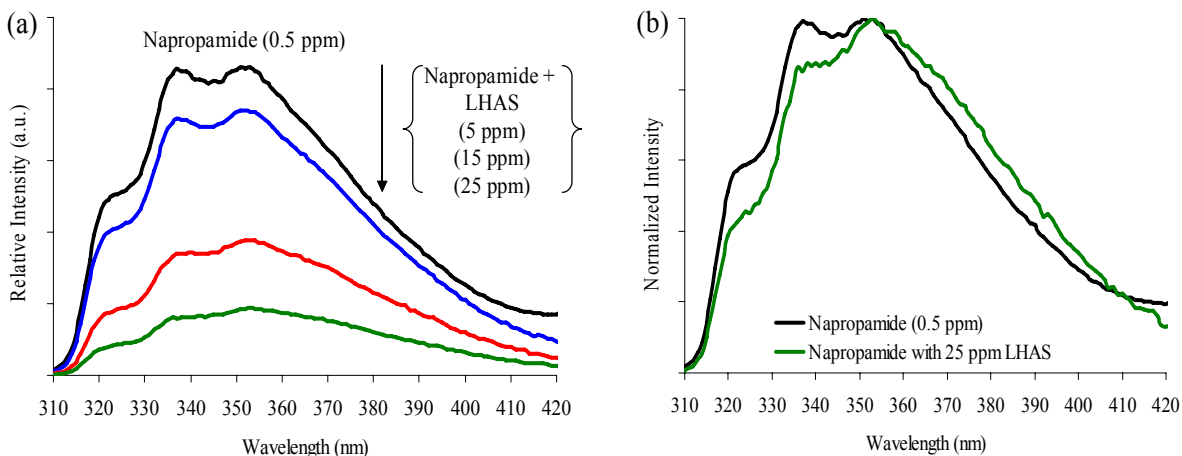 (a)
Napropamide (0.5 ppm)
Napropamide +
LHAS
(5 ppm)
(15 ppm)
(25 ppm)
Relative Intensity (a.u.)
310 320 330 340 350 360 370 380 390 400 410 420
Wavelength (nm)
(b)
Normalized Intensity
Napropamide (0.5 ppm)
Napropamide with 25 ppm LHAS
310 320 330 340 350 360 370 380 390 400 410 420
Wavelength (nm)